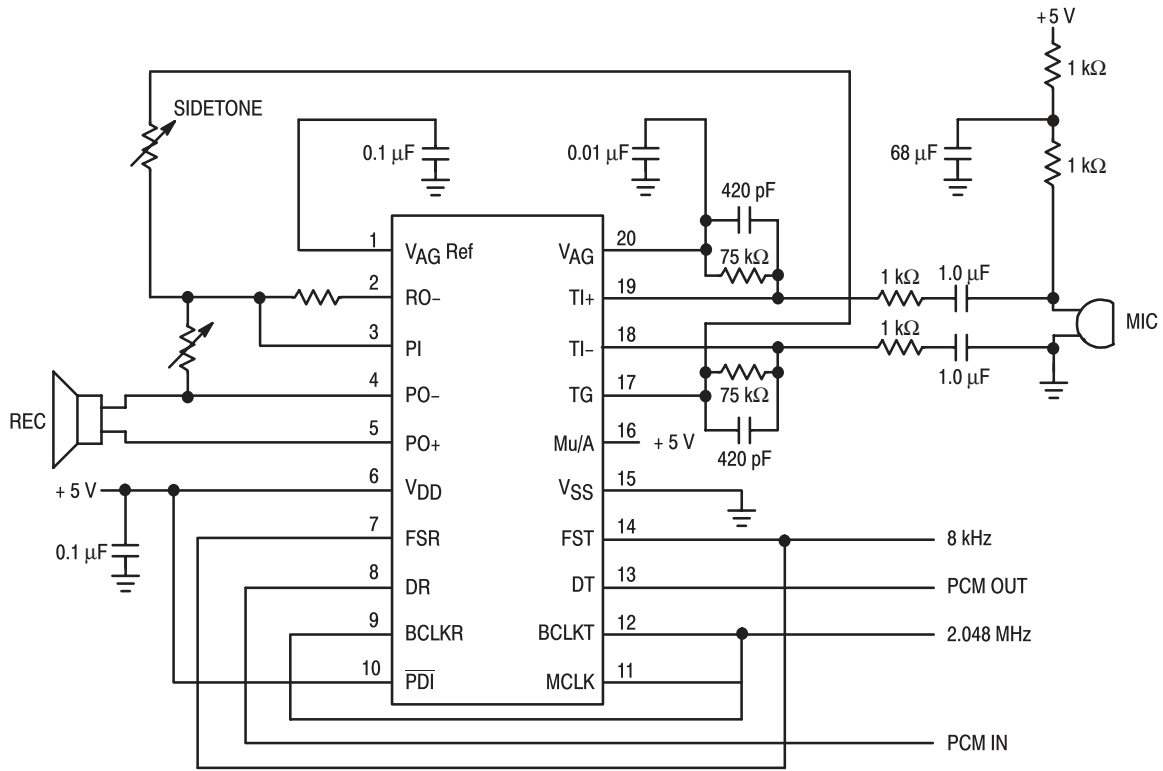 + 5 V
1 kΩ
SIDETONE
0.1 µF
0.01 µF
68 µF
1 kΩ
420 pF
1
VAG Ref
VAG
20
75 kΩ
1 kΩ
1.0 µF
2
RO–
TI+
19
MIC
3
PI
TI–
18
1 kΩ
1.0 µF
4
PO–
TG
17
75 kΩ
REC
5
PO+
Mu/A
16
+ 5 V
420 pF
+ 5 V
6
VDD
VSS
15
0.1 µF
7
FSR
FST
14
8 kHz
8
DR
DT
13
PCM OUT
9
BCLKR
BCLKT
12
2.048 MHz
10
PDI
MCLK
11
PCM IN